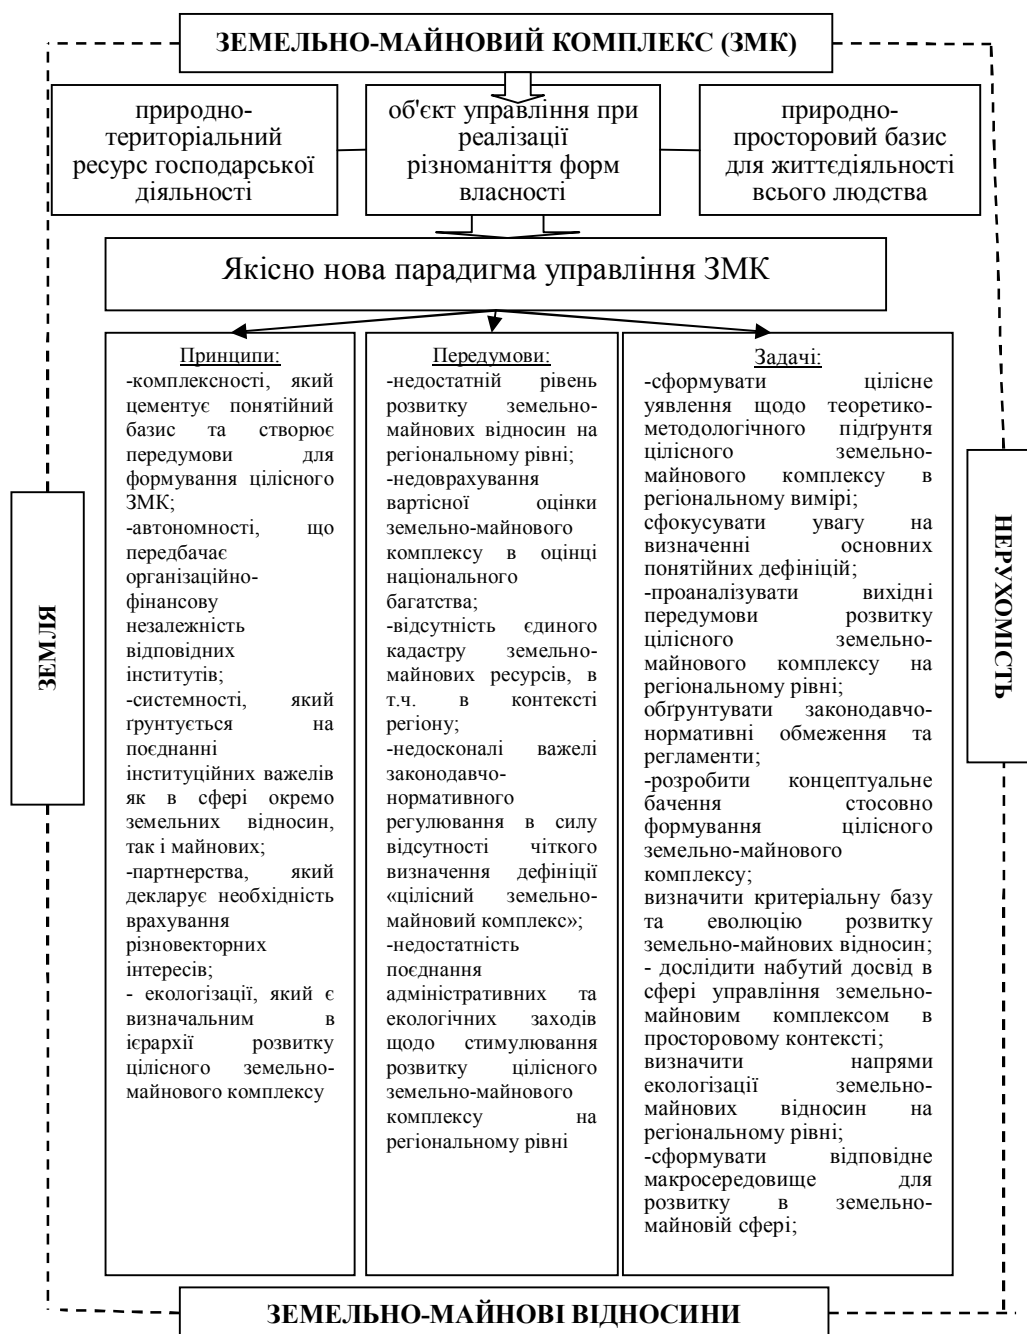 ЗЕМЕЛЬНО-МАЙНОВИЙ КОМПЛЕКС (ЗМК)
природно-
територіальний
ресурс господарської
діяльності
об'єкт управління при
реалізації
різноманіття форм
власності
природно-
просторовий базис
для життєдіяльності
всього людства
Якісно нова парадигма управління ЗМК
Принципи:
-комплексності, який
цементує понятійний
базис та створює
передумови для
формування цілісного
ЗМК;
-автономності, що
передбачає
організаційно-
фінансову
незалежність
відповідних
інститутів;
-системності, який
ґрунтується на
поєднанні
інституційних важелів
як в сфері окремо
земельних відносин,
так і майнових;
-партнерства, який
декларує необхідність
врахування
різновекторних
інтересів;
- екологізації, який є
визначальним в
ієрархії розвитку
цілісного земельно-
майнового комплексу
Передумови:
-недостатній рівень
розвитку земельно-
майнових відносин на
регіональному рівні;
-недоврахування
вартісної оцінки
земельно-майнового
комплексу в оцінці
національного
багатства;
-відсутність єдиного
кадастру земельно-
майнових ресурсів, в
т.ч. в контексті
регіону;
-недосконалі важелі
законодавчо-
нормативного
регулювання в силу
відсутності чіткого
визначення дефініції
«цілісний земельно-
майновий комплекс»;
-недостатність
поєднання
адміністративних та
екологічних заходів
щодо стимулювання
розвитку цілісного
земельно-майнового
комплексу на
регіональному рівні
Задачі:
-сформувати цілісне
уявлення щодо теоретико-
методологічного підґрунтя
цілісного земельно-
майнового комплексу в
регіональному вимірі;
сфокусувати увагу на
визначенні основних
понятійних дефініцій;
-проаналізувати вихідні
передумови розвитку
цілісного земельно-
майнового комплексу на
регіональному рівні;
обґрунтувати законодавчо-
нормативні обмеження та
регламенти;
-розробити концептуальне
бачення стосовно
формування цілісного
земельно-майнового
комплексу;
визначити критеріальну базу
та еволюцію розвитку
земельно-майнових відносин;
- дослідити набутий досвід в
сфері управління земельно-
майновим комплексом в
просторовому контексті;
визначити напрями
екологізації земельно-
майнових відносин на
регіональному рівні;
-сформувати відповідне
макросередовище для
розвитку в земельно-
майновій сфері;
ЗЕМЛЯ
НЕРУХОМІСТЬ
ЗЕМЕЛЬНО-МАЙНОВІ ВІДНОСИНИ